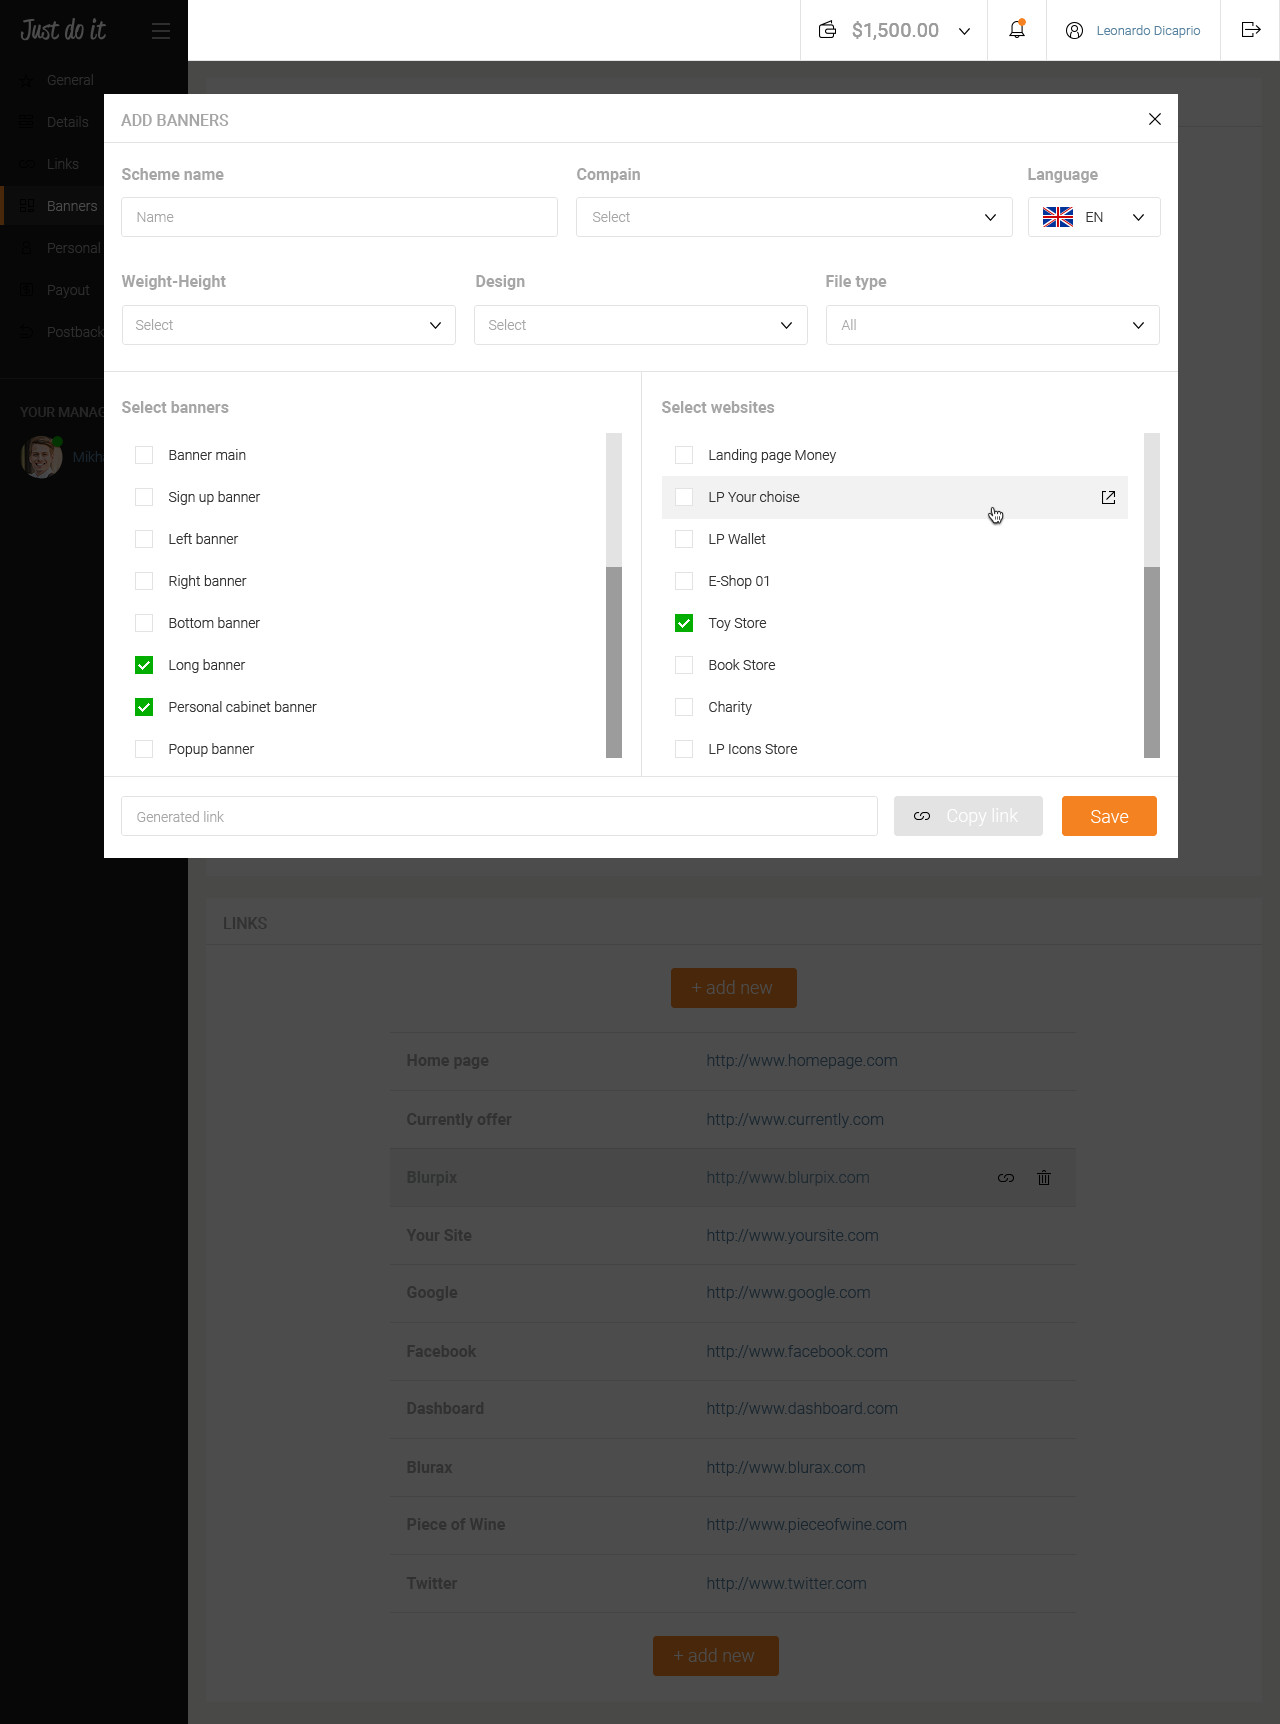 Just do it
$1,500.00
Leonardo Dicaprio
General
Details
Links
Banners
Personal
Payout
Postback
YOUR MANAG
Mikha
ADD BANNERS
Scheme name
Compain
Language
Name
Select
EN
Weight-Height
Design
File type
Select
Select
All
Select banners
Banner main
Sign up banner
Left banner
Right banner
Bottom banner
Long banner
Personal cabinet banner
Popup banner
Select websites
Landing page Money
LP Your choise
LP Wallet
E-Shop 01
Toy Store
Book Store
Charity
LP Icons Store
Generated link
Copy link
Save
LINKS
+ add new
Home page http://www.homepage.com
Currently offer http://www.currently.com
Blurpix http://www.blurpix.com
Your Site http://www.yoursite.com
Google http://www.google.com
Facebook http://www.facebook.com
Dashboard http://www.dashboard.com
Blurax http://www.blurax.com
Piece of Wine http://www.pieceofwine.com
Twitter http://www.twitter.com
+ add new